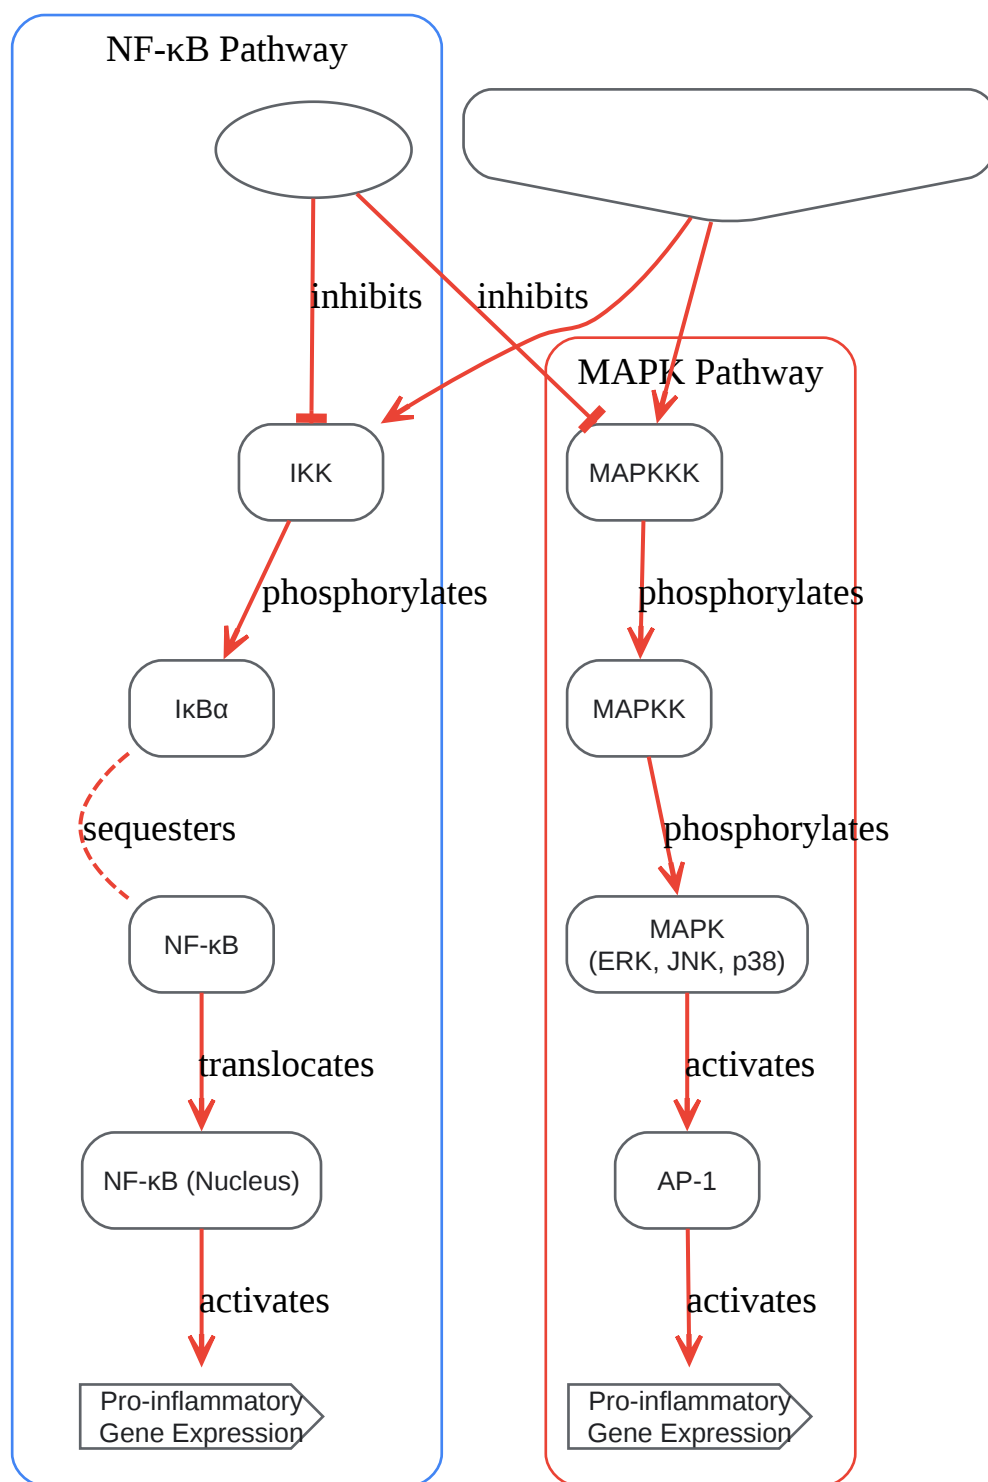 NF-κB Pathway
inhibits
inhibits
MAPK Pathway
IKK
MAPKKK
phosphorylates
phosphorylates
IκBα
MAPKK
sequesters
phosphorylates
NF-κB
MAPK
(ERK, JNK, p38)
translocates
activates
NF-κB (Nucleus)
AP-1
activates
activates
Pro-inflammatory
Gene Expression
Pro-inflammatory
Gene Expression